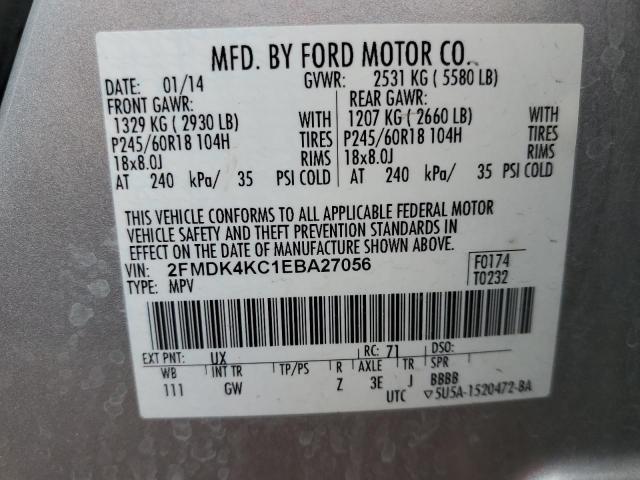 MFD. BY FORD MOTOR CO.
DATE: 01/14 GVWR: 2531 KG ( 5580 LB)
FRONT GAWR: REAR GAWR:
1329 KG ( 2930 LB) WITH 1207 KG ( 2660 LB) WITH
P245/60R18 104H TIRES P245/60R18 104H TIRES
18x8.0J RIMS 18x8.0J RIMS
AT 240 kPa/ 35 PSI COLD AT 240 kPa/ 35 PSI COLD
THIS VEHICLE CONFORMS TO ALL APPLICABLE FEDERAL MOTOR
VEHICLE SAFETY AND THEFT PREVENTION STANDARDS IN
EFFECT ON THE DATE OF MANUFACTURE SHOWN ABOVE.
VIN: 2FMDK4KC1EBA27056 F0174
TYPE: MPV T0232
EXT PNT: UX RC: 71 DSO:
WB INT TR TP/PS R AXLE TR SPR
111 GW Z 3E J BBBB
UTC ▽5U5A-1520472-BA